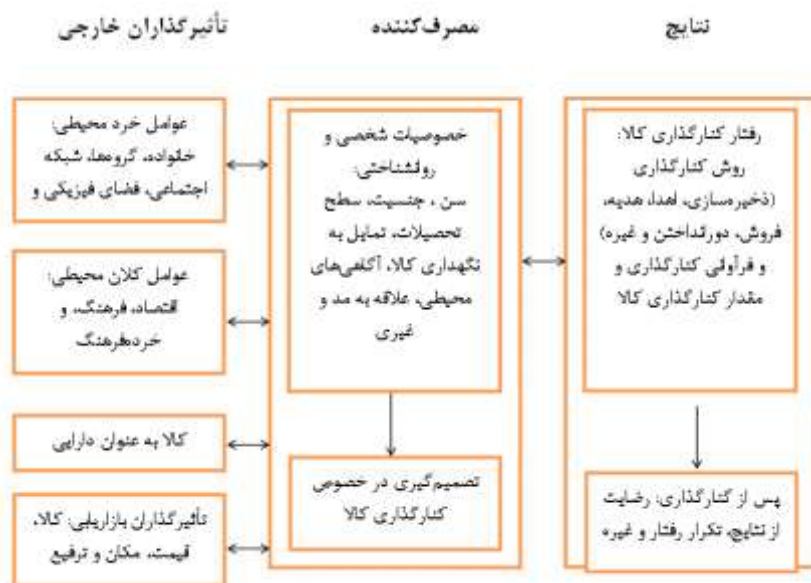 تأثیرگذاران خارجی
مصرف‌کننده
نتایج
عوامل خرد محیطی:
خانواده، گروه‌ها، شبکه
اجتماعی، فضای فیزیکی و
عوامل کلان محیطی:
اقتصاد، فرهنگ، و
خرده‌فرهنگ
کالا به عنوان دارایی
تأثیرگذاران بازاریابی: کالا،
قیمت، مکان و ترفیع
خصوصیات شخصی و
روانشناختی:
سن ، جنسیت، سطح
تحصیلات، تمایل به
نگهداری کالا، آگاهی‌های
محیطی، علاقه به مد و
غیری
تصمیم‌گیری در خصوص
کنارگذاری کالا
رفتار کنارگذاری کالا:
روش کنارگذاری
(ذخیره‌سازی، اهدا، هدیه،
فروش، دورانداختن و غیره)
و فرآوانی کنارگذاری و
مقدار کنارگذاری کالا
پس از کنارگذاری: رضایت
از نتایج، تکرار رفتار و غیره